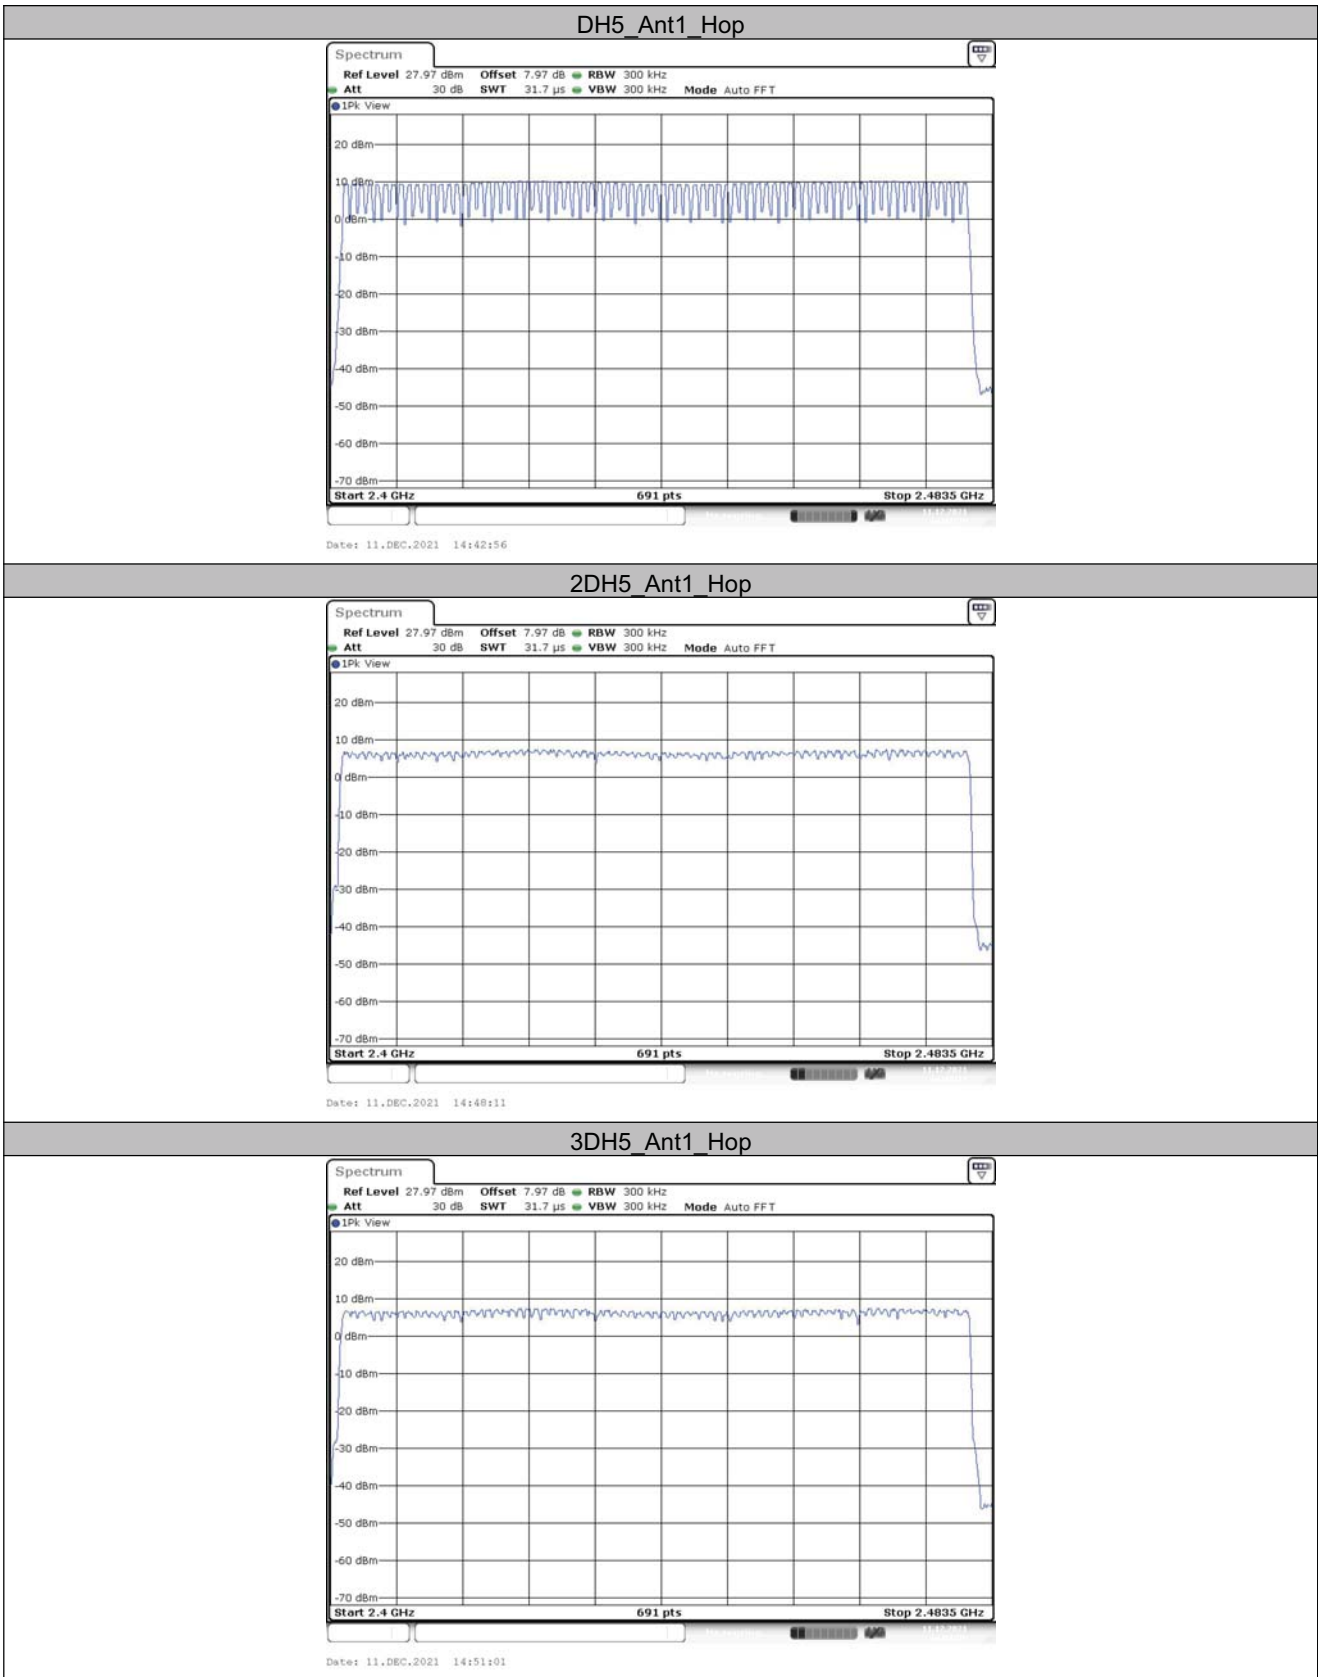 DH5_Ant1_Hop
Spectrum
Ref Level 27.97 dBm Offset 7.97 dB RBW 300 kHz
Att 30 dB SWT 31.7 µs VBW 300 kHz Mode Auto FFT
1Pk View
20 dBm
10 dBm
0 dBm
-10 dBm
-20 dBm
-30 dBm
-40 dBm
-50 dBm
-60 dBm
-70 dBm
Start 2.4 GHz 691 pts Stop 2.4835 GHz
Date: 11.DEC.2021 14:42:56
2DH5_Ant1_Hop
Spectrum
Ref Level 27.97 dBm Offset 7.97 dB RBW 300 kHz
Att 30 dB SWT 31.7 µs VBW 300 kHz Mode Auto FFT
1Pk View
20 dBm
10 dBm
0 dBm
-10 dBm
-20 dBm
-30 dBm
-40 dBm
-50 dBm
-60 dBm
-70 dBm
Start 2.4 GHz 691 pts Stop 2.4835 GHz
Date: 11.DEC.2021 14:48:11
3DH5_Ant1_Hop
Spectrum
Ref Level 27.97 dBm Offset 7.97 dB RBW 300 kHz
Att 30 dB SWT 31.7 µs VBW 300 kHz Mode Auto FFT
1Pk View
20 dBm
10 dBm
0 dBm
-10 dBm
-20 dBm
-30 dBm
-40 dBm
-50 dBm
-60 dBm
-70 dBm
Start 2.4 GHz 691 pts Stop 2.4835 GHz
Date: 11.DEC.2021 14:51:01